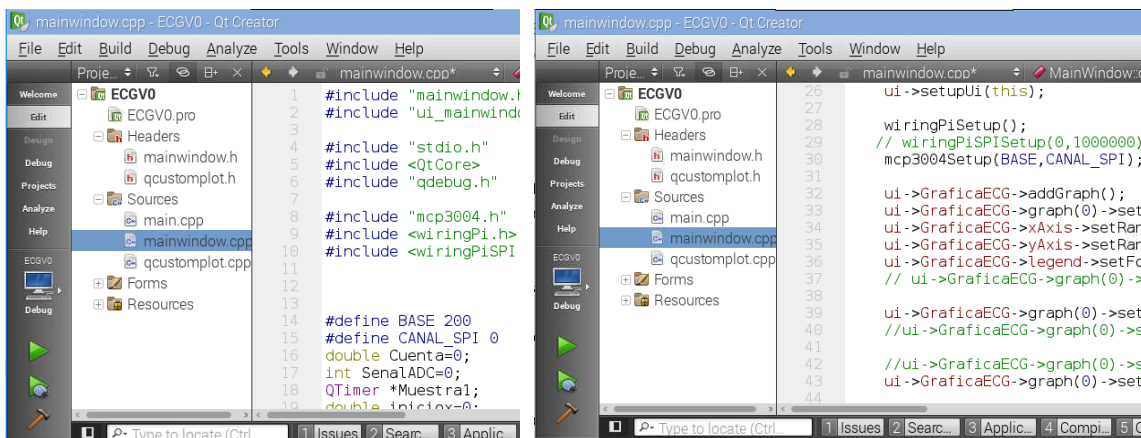 mainwindow.cpp - ECGV0 - Qt Creator
File Edit Build Debug Analyze Tools Window Help
Proje... mainwindow.cpp*
Welcome
Edit
Design
Debug
Projects
Analyze
Help
ECGV0
Debug
ECGV0
ECGV0.pro
Headers
mainwindow.h
qcustomplot.h
Sources
main.cpp
mainwindow.cpp
qcustomplot.cpp
Forms
Resources
1 #include "mainwindow.h
2 #include "ui_mainwindo
3
4 #include "stdio.h"
5 #include <QtCore>
6 #include "qdebug.h"
7
8 #include "mcp3004.h"
9 #include <wiringPi.h>
10 #include <wiringPiSPI
11
12
13
14 #define BASE 200
15 #define CANAL_SPI 0
16 double Cuenta=0;
17 int SenalADC=0;
18 QTimer *Muestra1;
19 double iniciox=0;
Type to locate (Ctrl... 1 Issues 2 Searc... 3 Applic
mainwindow.cpp - ECGV0 - Qt Creator
File Edit Build Debug Analyze Tools Window Help
Proje... mainwindow.cpp* MainWindow::
Welcome
Edit
Design
Debug
Projects
Analyze
Help
ECGV0
Debug
ECGV0
ECGV0.pro
Headers
mainwindow.h
qcustomplot.h
Sources
main.cpp
mainwindow.cpp
qcustomplot.cpp
Forms
Resources
26 ui->setupUi(this);
27
28 wiringPiSetup();
29 // wiringPiSPISetup(0,1000000)
30 mcp3004Setup(BASE,CANAL_SPI);
31
32 ui->GraficaECG->addGraph();
33 ui->GraficaECG->graph(0)->set
34 ui->GraficaECG->xAxis->setRan
35 ui->GraficaECG->yAxis->setRan
36 ui->GraficaECG->legend->setFo
37 // ui->GraficaECG->graph(0)->
38
39 ui->GraficaECG->graph(0)->set
40 //ui->GraficaECG->graph(0)->s
41
42 //ui->GraficaECG->graph(0)->s
43 ui->GraficaECG->graph(0)->set
44
Type to locate (Ctrl... 1 Issues 2 Searc... 3 Applic... 4 Compi... 5